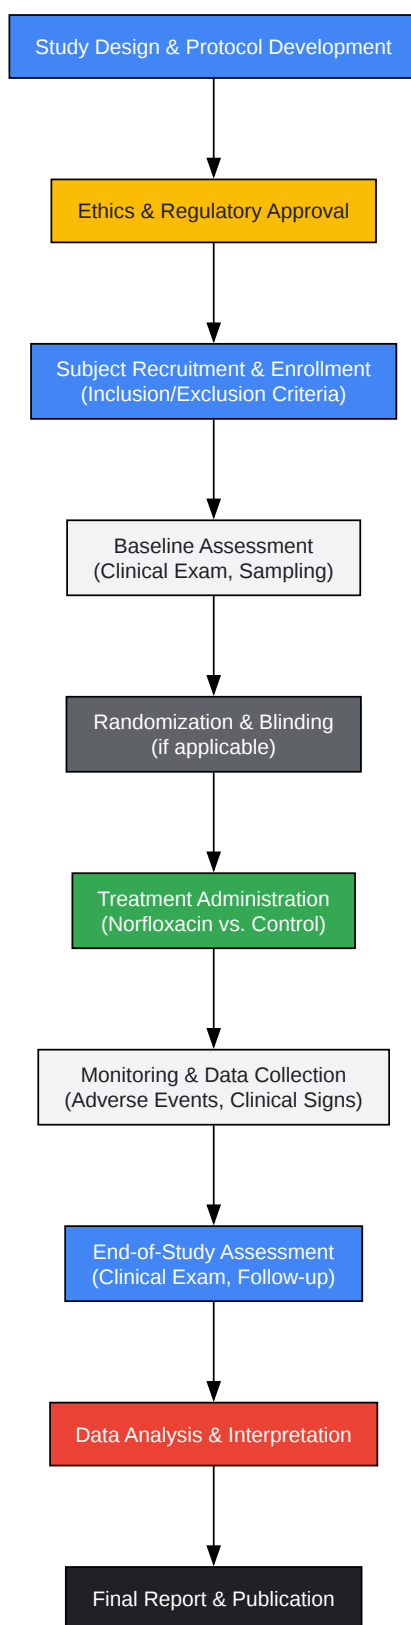 Study Design & Protocol Development
Ethics & Regulatory Approval
Subject Recruitment & Enrollment
(Inclusion/Exclusion Criteria)
Baseline Assessment
(Clinical Exam, Sampling)
Randomization & Blinding
(if applicable)
Treatment Administration
(Norfloxacin vs. Control)
Monitoring & Data Collection
(Adverse Events, Clinical Signs)
End-of-Study Assessment
(Clinical Exam, Follow-up)
Data Analysis & Interpretation
Final Report & Publication